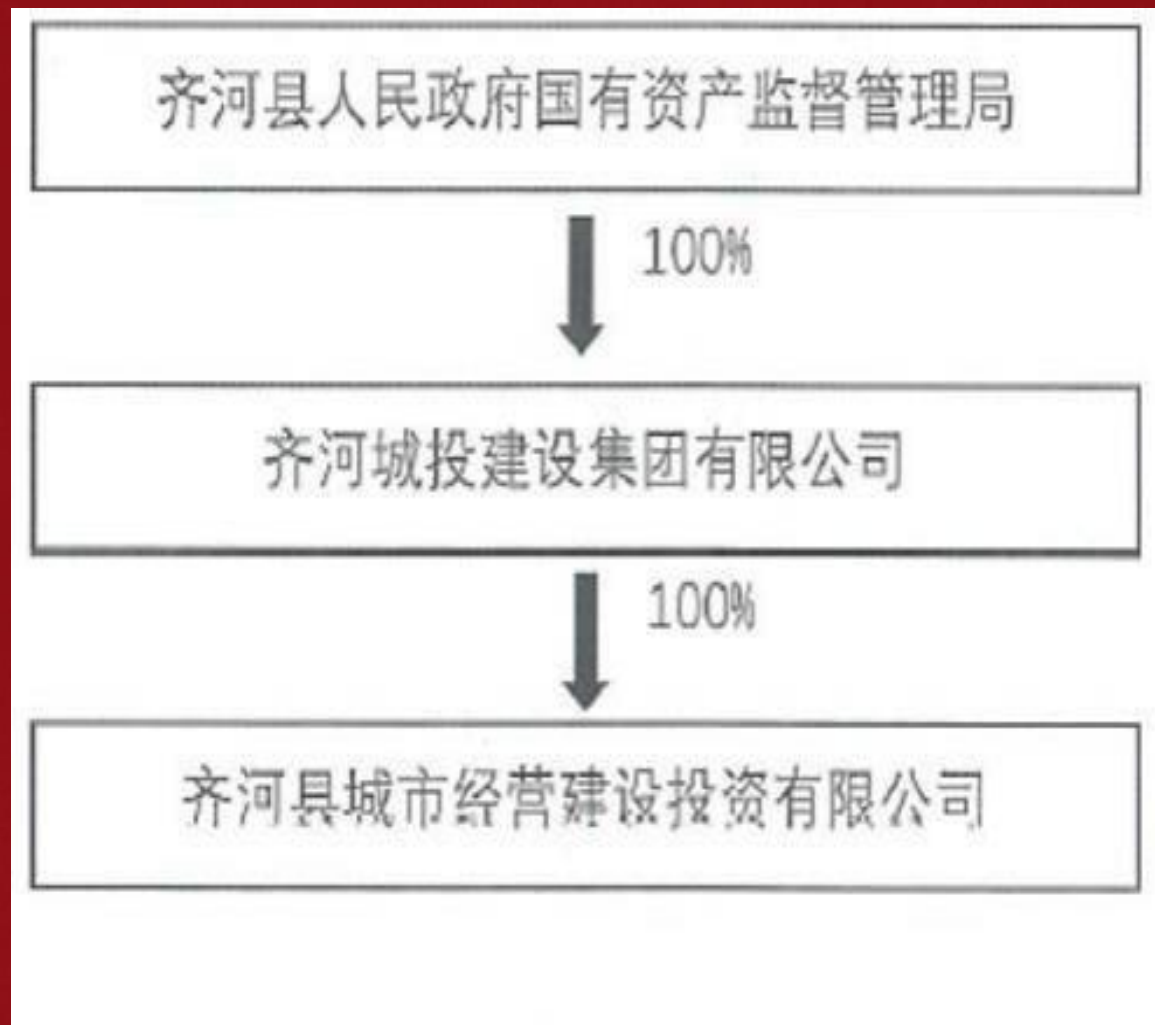 齐河县人民政府国有资产监督管理局
100%
齐河城投建设集团有限公司
100%
齐河县城市经营建设投资有限公司